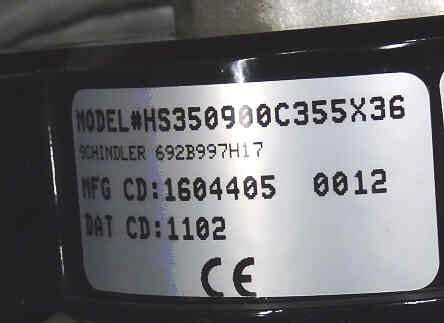 MODEL#HS350900C355X36
SCHINDLER 692B997H17
MFG CD:1604405 0012
DAT CD:1102
CE